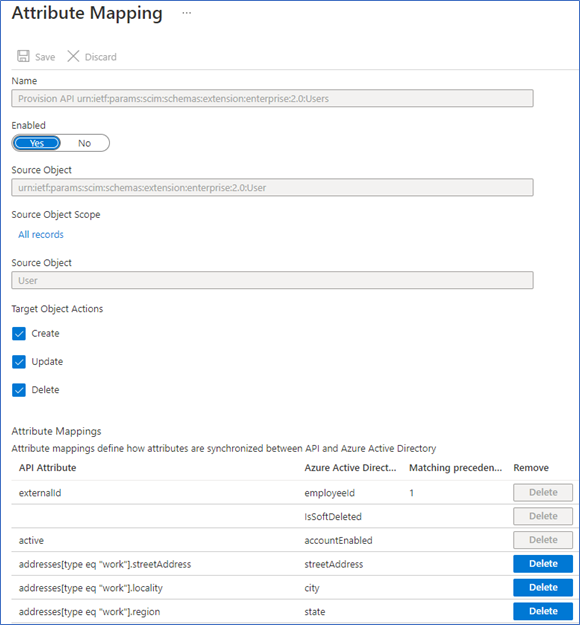 Attribute Mapping ...
Save Discard
Name
Provision API urn:ietf:params:scim:schemas:extension:enterprise:2.0:Users
Enabled
Yes No
Source Object
urn:ietf:params:scim:schemas:extension:enterprise:2.0:User
Source Object Scope
All records
Source Object
User
Target Object Actions
Create
Update
Delete
Attribute Mappings
Attribute mappings define how attributes are synchronized between API and Azure Active Directory
API Attribute Azure Active Direct... Matching preceden... Remove
externalId employeeId 1 Delete
IsSoftDeleted Delete
active accountEnabled Delete
addresses[type eq "work"].streetAddress streetAddress Delete
addresses[type eq "work"].locality city Delete
addresses[type eq "work"].region state Delete